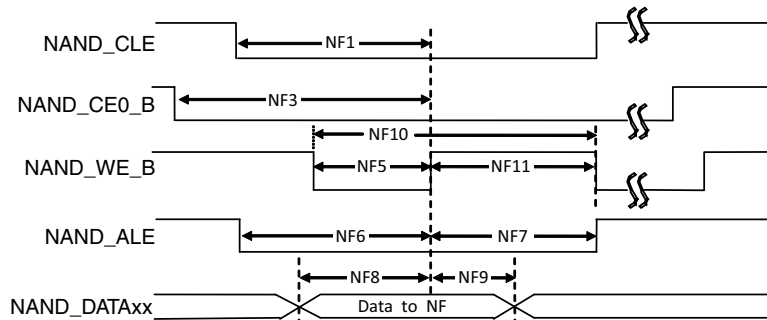 NAND_CLE
NF1
NAND_CE0_B
NF3
NF10
NAND_WE_B
NF5
NF11
NAND_ALE
NF6
NF7
NF8
NF9
NAND_DATAxx
Data to NF